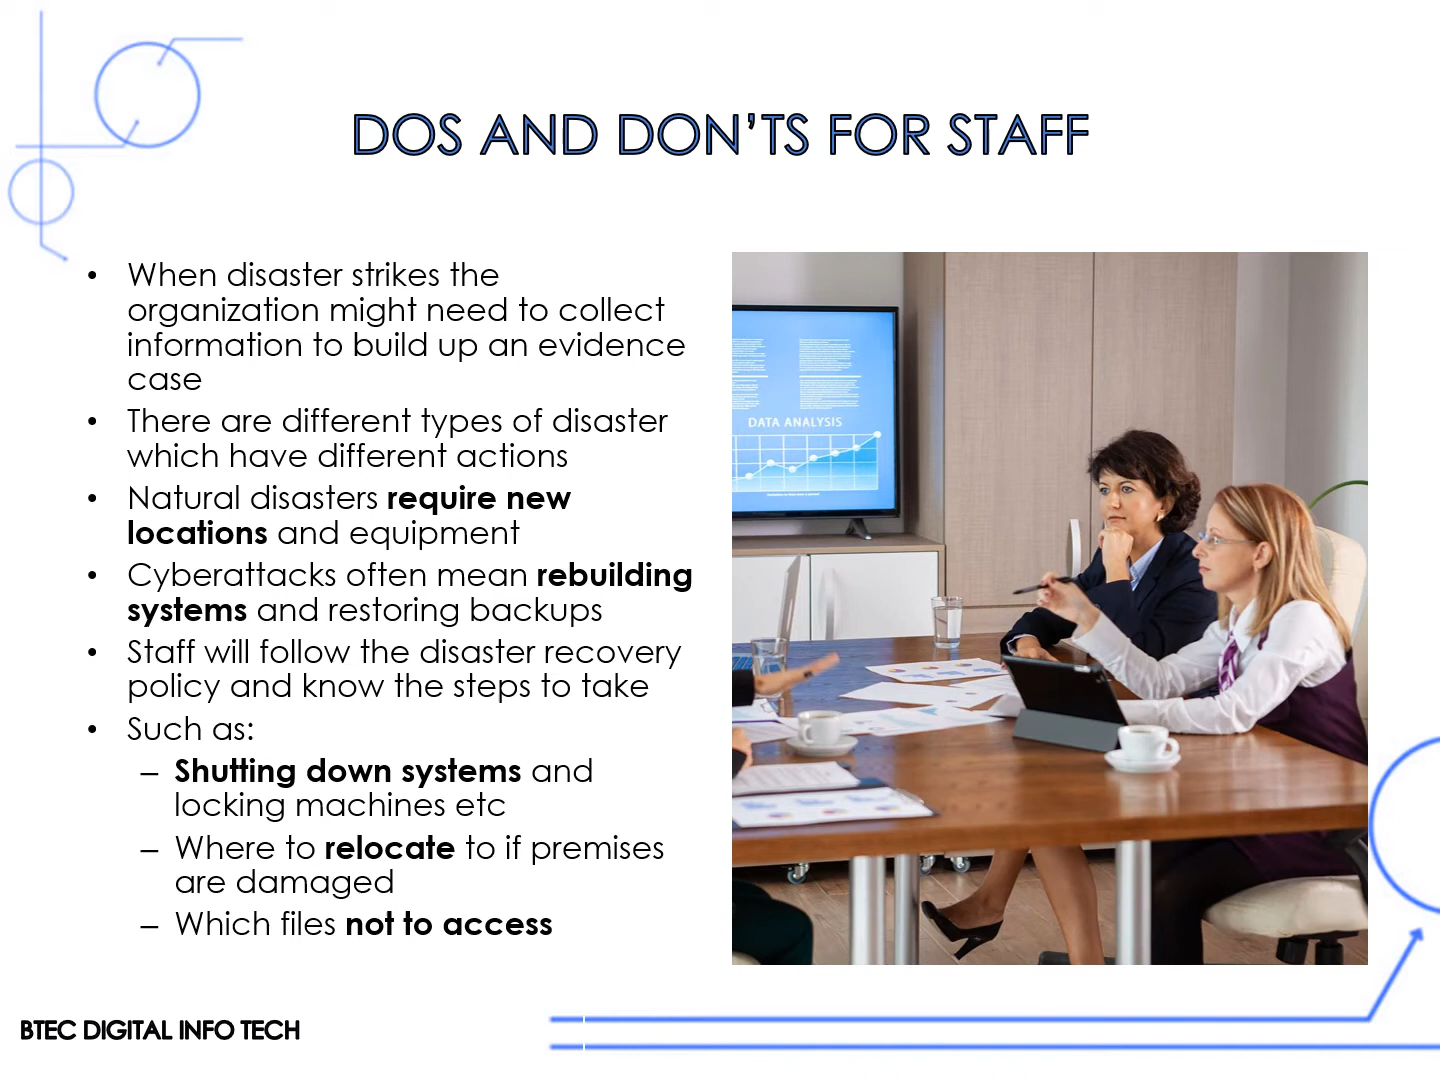 DOS AND DON’TS FOR STAFF
• When disaster strikes the
organization might need to collect
information to build up an evidence
case
• There are different types of disaster
which have different actions
• Natural disasters require new
locations and equipment
• Cyberattacks often mean rebuilding
systems and restoring backups
• Staff will follow the disaster recovery
policy and know the steps to take
• Such as:
– Shutting down systems and
locking machines etc
– Where to relocate to if premises
are damaged
– Which files not to access
DATA ANALYSIS
BTEC DIGITAL INFO TECH